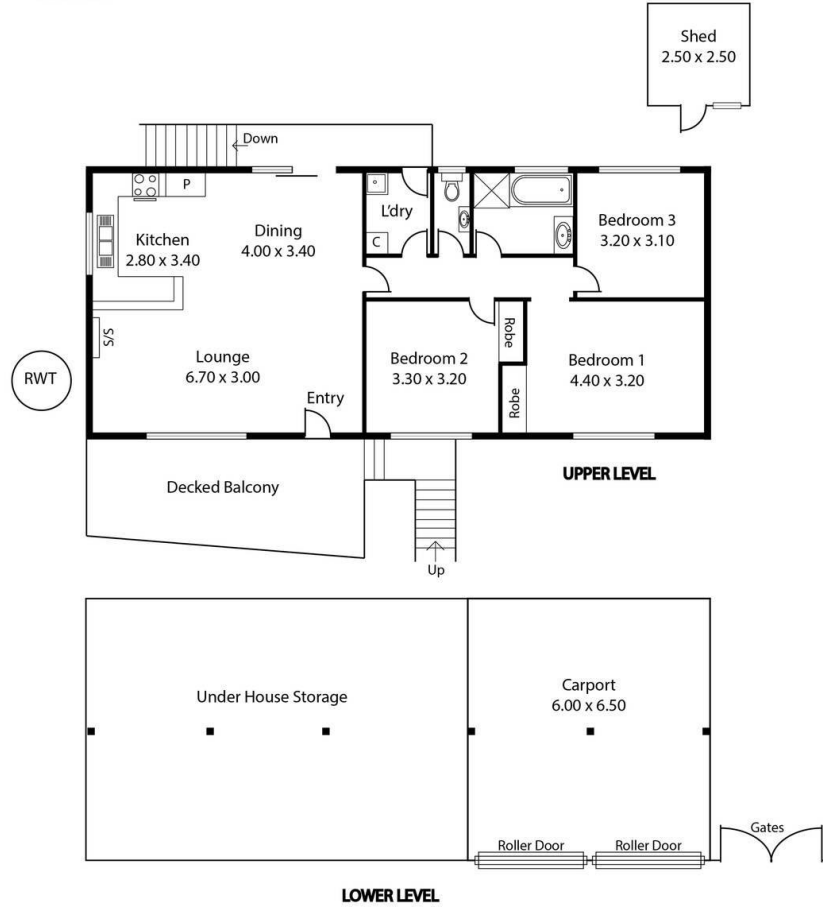 Shed
2.50 x 2.50
Down
P
L'dry
C
Kitchen
2.80 x 3.40
Dining
4.00 x 3.40
Bedroom 3
3.20 x 3.10
S/S
RWT
Lounge
6.70 x 3.00
Entry
Bedroom 2
3.30 x 3.20
Robe
Robe
Bedroom 1
4.40 x 3.20
UPPER LEVEL
Decked Balcony
Up
Under House Storage
Carport
6.00 x 6.50
Roller Door
Roller Door
Gates
LOWER LEVEL